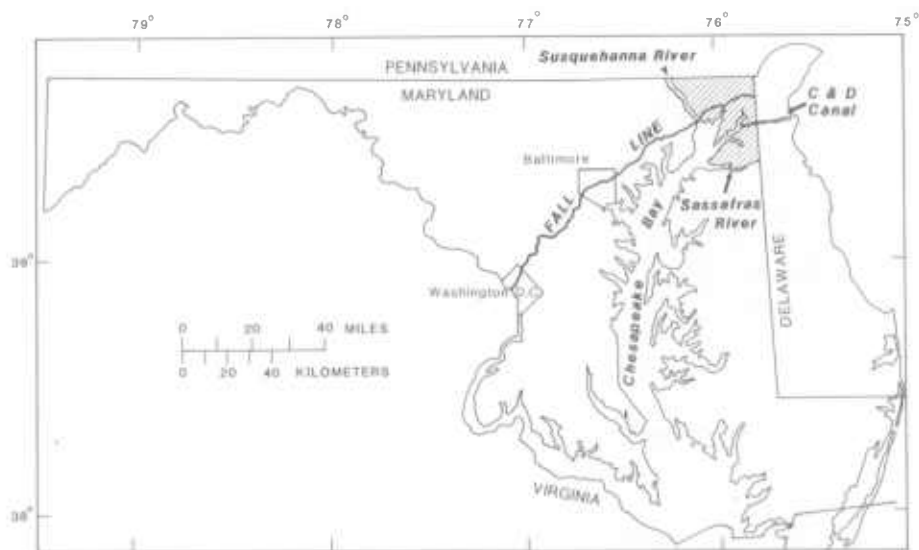 79°
78°
77°
76°
75°
Susquehanna River
PENNSYLVANIA
MARYLAND
C & D
Canal
FALL LINE
Baltimore
Bay
Sassafras
River
39°
Washington D.C.
DELAWARE
Chesapeake
0 20 40 MILES
0 20 40 KILOMETERS
VIRGINIA
38°